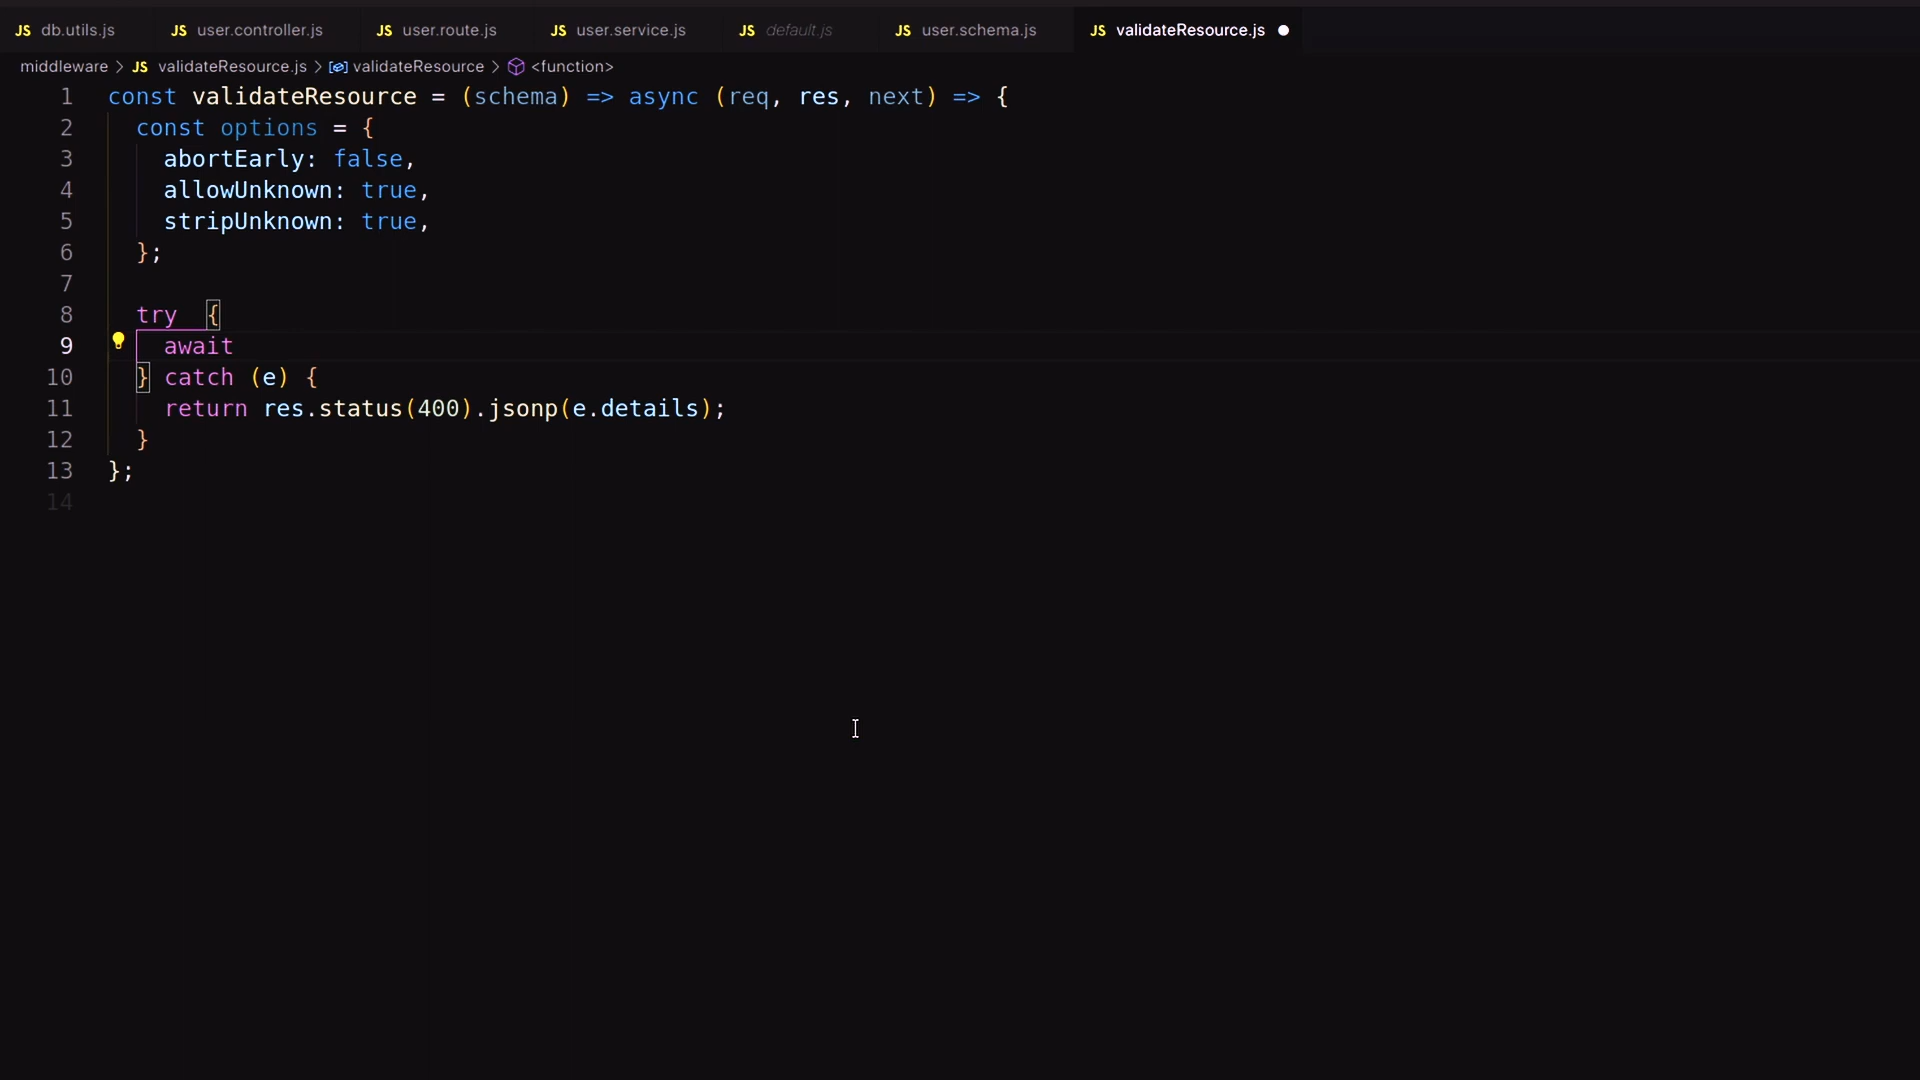 JS db.utils.js JS user.controller.js JS user.route.js JS user.service.js JS default.js JS user.schema.js JS validateResource.js
middleware > JS validateResource.js > validateResource > <function>
1 const validateResource = (schema) => async (req, res, next) => {
2 const options = {
3 abortEarly: false,
4 allowUnknown: true,
5 stripUnknown: true,
6 };
7
8 try  {
9 await
10 } catch (e) {
11 return res.status(400).jsonp(e.details);
12 }
13 };
14